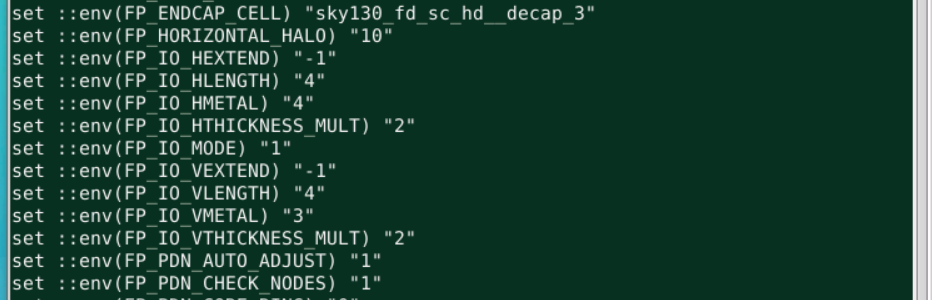 set ::env(FP_ENDCAP_CELL) "sky130_fd_sc_hd__decap_3"
set ::env(FP_HORIZONTAL_HALO) "10"
set ::env(FP_IO_HEXTEND) "-1"
set ::env(FP_IO_HLENGTH) "4"
set ::env(FP_IO_HMETAL) "4"
set ::env(FP_IO_HTHICKNESS_MULT) "2"
set ::env(FP_IO_MODE) "1"
set ::env(FP_IO_VEXTEND) "-1"
set ::env(FP_IO_VLENGTH) "4"
set ::env(FP_IO_VMETAL) "3"
set ::env(FP_IO_VTHICKNESS_MULT) "2"
set ::env(FP_PDN_AUTO_ADJUST) "1"
set ::env(FP_PDN_CHECK_NODES) "1"